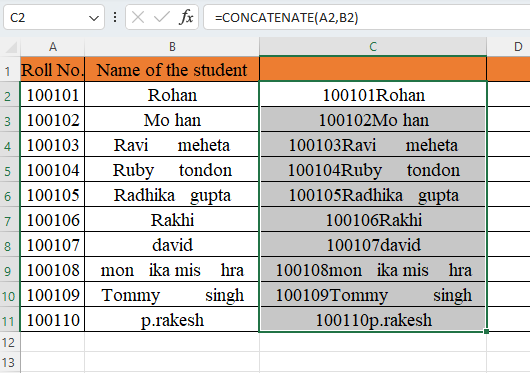 C2 fx =CONCATENATE(A2,B2)
A B C D
1 Roll No. Name of the student
2 100101 Rohan 100101Rohan
3 100102 Mo han 100102Mo han
4 100103 Ravi meheta 100103Ravi meheta
5 100104 Ruby tondon 100104Ruby tondon
6 100105 Radhika gupta 100105Radhika gupta
7 100106 Rakhi 100106Rakhi
8 100107 david 100107david
9 100108 mon ika mis hra 100108mon ika mis hra
10 100109 Tommy singh 100109Tommy singh
11 100110 p.rakesh 100110p.rakesh
12
13